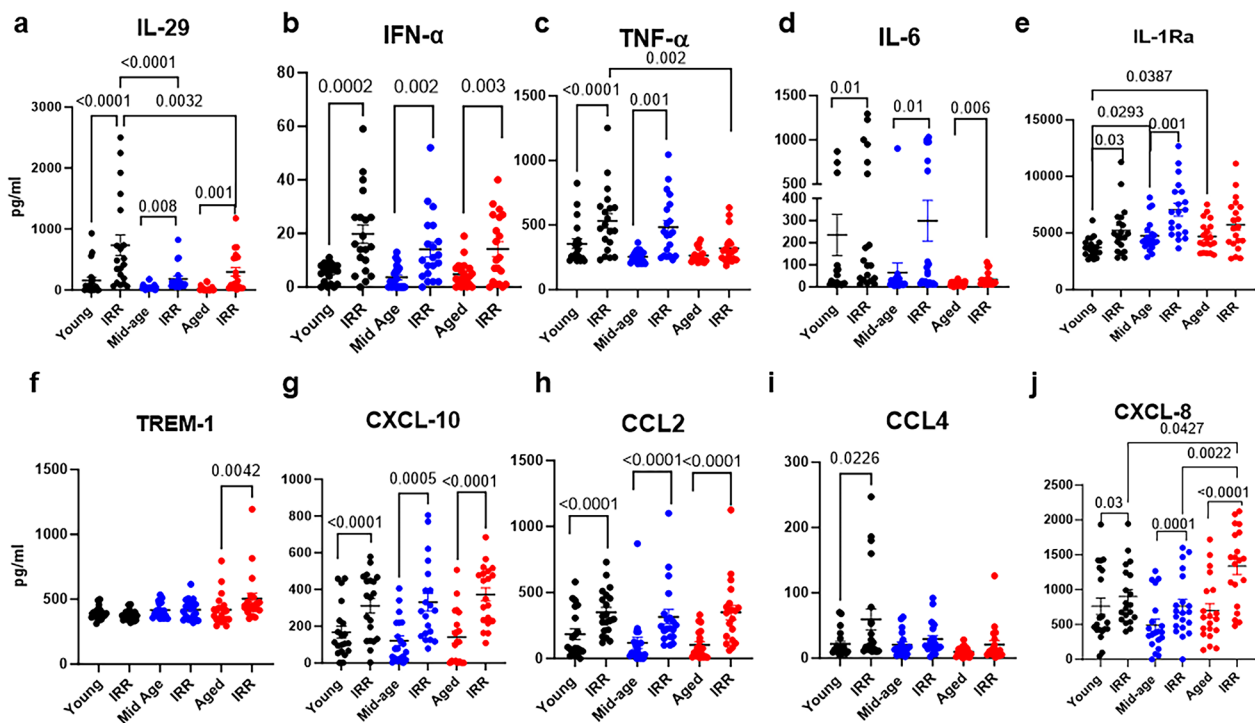 a
IL-29
<0.0001
<0.0001
0.0032
0.008
0.001
pg/ml
3000
2000
1000
0
Young
IRR
Mid-age
IRR
Aged
IRR
b
IFN-α
0.0002
0.002
0.003
80
60
40
20
0
Young
IRR
Mid Age
IRR
Aged
IRR
c
TNF-α
0.002
<0.0001
0.001
1500
1000
500
0
Young
IRR
Mid-age
IRR
Aged
IRR
d
IL-6
0.01
0.01
0.006
1500
1000
500
400
300
200
100
0
Young
IRR
Mid-age
IRR
Aged
IRR
e
IL-1Ra
0.0387
0.0293
0.03
0.001
15000
10000
5000
0
Young
IRR
Mid Age
IRR
Aged
IRR
f
TREM-1
0.0042
pg/ml
1500
1000
500
0
Young
IRR
Mid Age
IRR
Aged
IRR
g
CXCL-10
<0.0001
0.0005
<0.0001
1000
800
600
400
200
0
Young
IRR
Mid-age
IRR
Aged
IRR
h
CCL2
<0.0001
<0.0001
<0.0001
1500
1000
500
0
Young
IRR
Mid-age
IRR
Aged
IRR
i
CCL4
0.0226
300
200
100
0
Young
IRR
Mid-age
IRR
Aged
IRR
j
CXCL-8
0.0427
0.0022
0.03
0.0001
<0.0001
2500
2000
1500
1000
500
0
Young
IRR
Mid-age
IRR
Aged
IRR